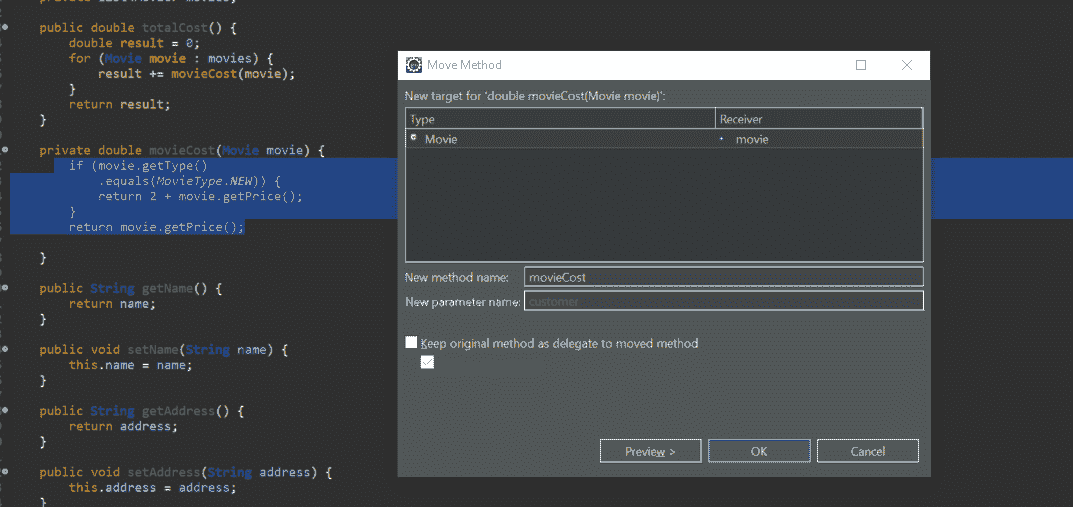 public double totalCost() {
double result = 0;
for (Movie movie : movies) {
result += movieCost(movie);
}
return result;
}
private double movieCost(Movie movie) {
if (movie.getType()
.equals(MovieType.NEW)) {
return 2 + movie.getPrice();
}
return movie.getPrice();
}
public String getName() {
return name;
}
public void setName(String name) {
this.name = name;
}
public String getAddress() {
return address;
}
public void setAddress(String address) {
this.address = address;
}
Move Method
New target for 'double movieCost(Movie movie)':
Type Receiver
Movie movie
New method name: movieCost
New parameter name: customer
Keep original method as delegate to moved method
Preview > OK Cancel